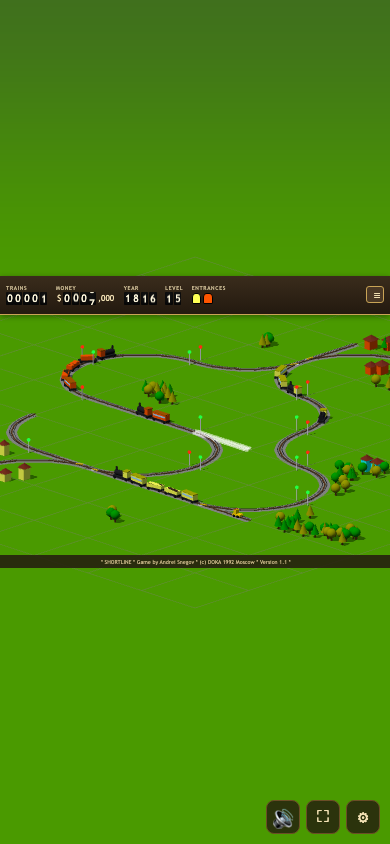 TRAINS MONEY YEAR LEVEL ENTRANCES
00001 $ 0007 ,000 1816 15
" SHORTLINE " Game by Andrei Snegov " (c) DOKA 1992 Moscow " Version 1.1 "